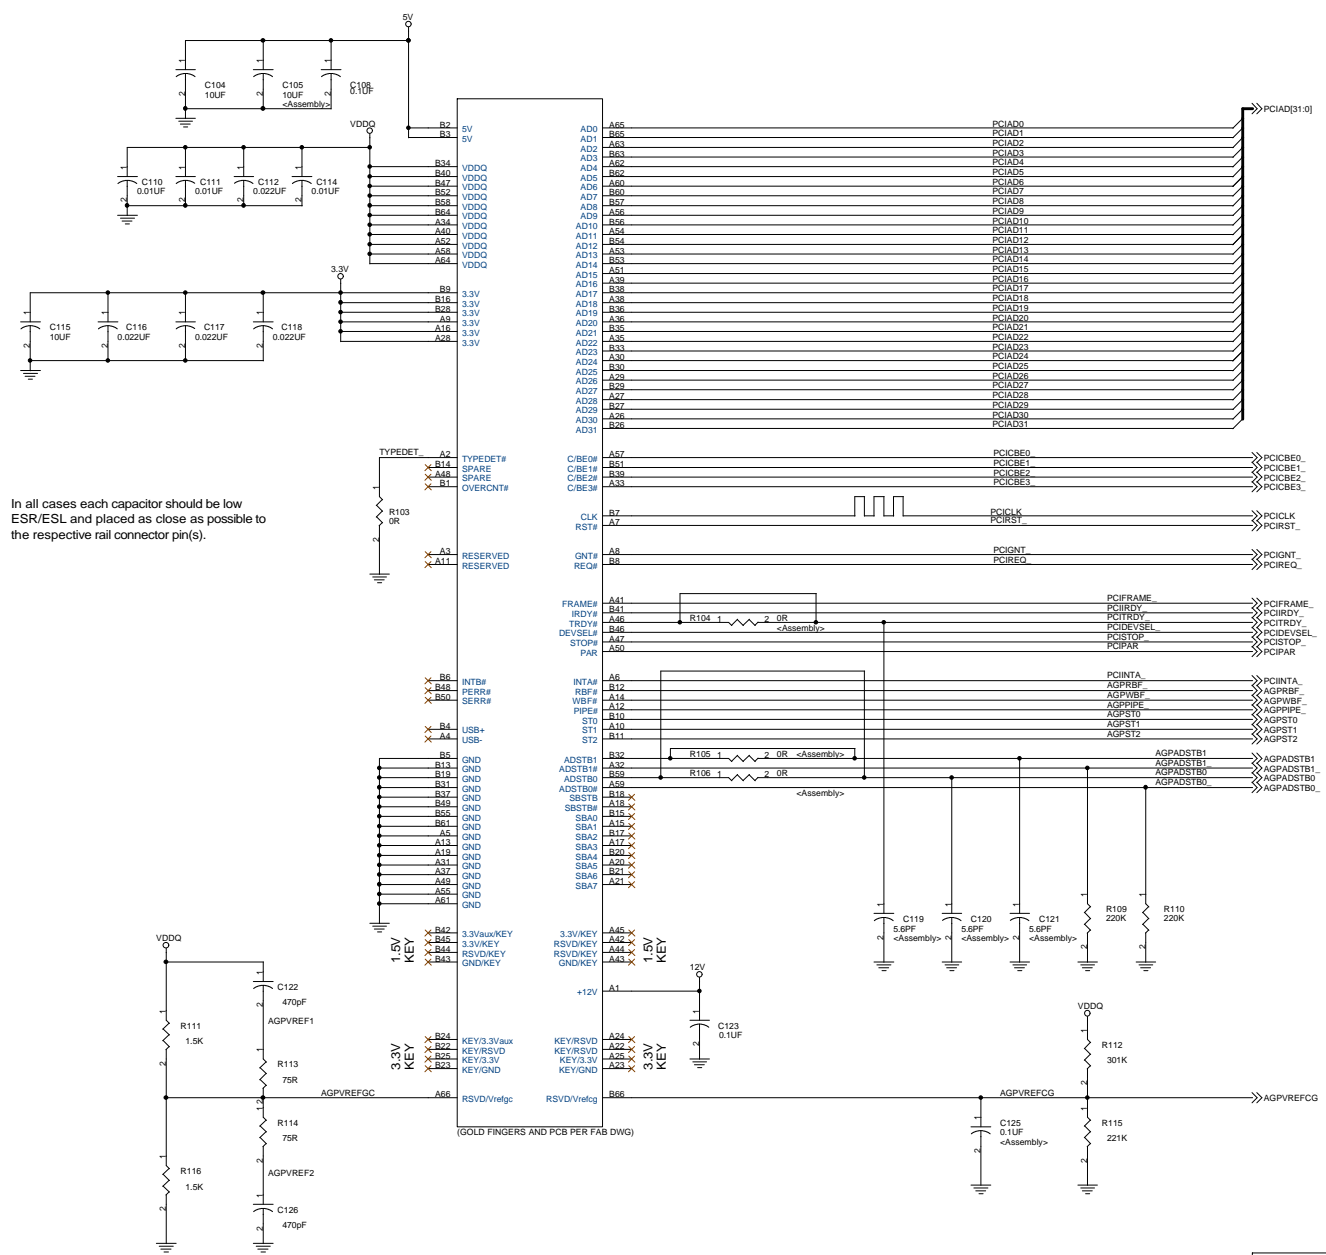 5V
C104
10UF
C105
10UF
<Assembly>
C108
0.1UF
VDDQ
C110
0.01UF
C111
0.01UF
C112
0.022UF
C114
0.01UF
3.3V
C115
10UF
C116
0.022UF
C117
0.022UF
C118
0.022UF
In all cases each capacitor should be low
ESR/ESL and placed as close as possible to
the respective rail connector pin(s).
B2 5V
B3 5V
B34 VDDQ
B40 VDDQ
B47 VDDQ
B52 VDDQ
B58 VDDQ
B64 VDDQ
A34 VDDQ
A40 VDDQ
A52 VDDQ
A58 VDDQ
A64 VDDQ
B9 3.3V
B16 3.3V
B28 3.3V
A9 3.3V
A16 3.3V
A28 3.3V
TYPEDET_ A2 TYPEDET#
B14 SPARE
A48 SPARE
B1 OVERCNT#
1 R103 0R 2
A3 RESERVED
A11 RESERVED
B6 INTB#
B48 PERR#
B50 SERR#
B4 USB+
A4 USB-
B5 GND
B13 GND
B19 GND
B31 GND
B37 GND
B49 GND
B55 GND
B61 GND
A5 GND
A13 GND
A19 GND
A31 GND
A37 GND
A49 GND
A55 GND
A61 GND
1.5V KEY
B42 3.3Vaux/KEY
B45 3.3V/KEY
B44 RSVD/KEY
B43 GND/KEY
3.3V KEY
B24 KEY/3.3Vaux
B22 KEY/RSVD
B25 KEY/3.3V
B23 KEY/GND
AGPVREFGC A66 RSVD/Vrefgc
AD0 A65 PCIAD0
AD1 B65 PCIAD1
AD2 A63 PCIAD2
AD3 B63 PCIAD3
AD4 A62 PCIAD4
AD5 B62 PCIAD5
AD6 A60 PCIAD6
AD7 B60 PCIAD7
AD8 B57 PCIAD8
AD9 A56 PCIAD9
AD10 B56 PCIAD10
AD11 A54 PCIAD11
AD12 B54 PCIAD12
AD13 A53 PCIAD13
AD14 B53 PCIAD14
AD15 A51 PCIAD15
AD16 A39 PCIAD16
AD17 B38 PCIAD17
AD18 A38 PCIAD18
AD19 B36 PCIAD19
AD20 A36 PCIAD20
AD21 B35 PCIAD21
AD22 A35 PCIAD22
AD23 B33 PCIAD23
AD24 A30 PCIAD24
AD25 B30 PCIAD25
AD26 A29 PCIAD26
AD27 B29 PCIAD27
AD28 A27 PCIAD28
AD29 B27 PCIAD29
AD30 A26 PCIAD30
AD31 B26 PCIAD31
PCIAD[31:0]
C/BE0# A57 PCICBE0_ PCICBE0_
C/BE1# B51 PCICBE1_ PCICBE1_
C/BE2# B39 PCICBE2_ PCICBE2_
C/BE3# A33 PCICBE3_ PCICBE3_
CLK B7 PCICLK PCICLK
RST# A7 PCIRST_ PCIRST_
GNT# A8 PCIGNT_ PCIGNT_
REQ# B8 PCIREQ_ PCIREQ_
FRAME# A41 PCIFRAME_ PCIFRAME_
IRDY# B41 PCIIRDY_ PCIIRDY_
TRDY# A46 R104 1 2 0R <Assembly> PCITRDY_ PCITRDY_
DEVSEL# B46 PCIDEVSEL_ PCIDEVSEL_
STOP# A47 PCISTOP_ PCISTOP_
PAR A50 PCIPAR PCIPAR
INTA# A6 PCIINTA_ PCIINTA_
RBF# B12 AGPRBF_ AGPRBF_
WBF# A14 AGPWBF_ AGPWBF_
PIPE# A12 AGPPIPE_ AGPPIPE_
ST0 B10 AGPST0 AGPST0
ST1 A10 AGPST1 AGPST1
ST2 B11 AGPST2 AGPST2
ADSTB1 B32 R105 1 2 0R <Assembly> AGPADSTB1 AGPADSTB1
ADSTB1# A32 AGPADSTB1_ AGPADSTB1_
ADSTB0 B59 R106 1 2 0R AGPADSTB0 AGPADSTB0
ADSTB0# A59 <Assembly> AGPADSTB0_ AGPADSTB0_
SBSTB B18
SBSTB# A18
SBA0 B15
SBA1 A15
SBA2 B17
SBA3 A17
SBA4 B20
SBA5 A20
SBA6 B21
SBA7 A21
3.3V/KEY A45
RSVD/KEY A42
RSVD/KEY A44
GND/KEY A43
1.5V KEY
+12V A1
12V
C123
0.1UF
KEY/RSVD A24
KEY/RSVD A22
KEY/3.3V A25
KEY/GND A23
3.3V KEY
RSVD/Vrefcg B66 AGPVREFCG AGPVREFCG
(GOLD FINGERS AND PCB PER FAB DWG)
C119
5.6PF
<Assembly>
C120
5.6PF
<Assembly>
C121
5.6PF
<Assembly>
R109
220K
R110
220K
VDDQ
C122
470pF
AGPVREF1
R111
1.5K
R113
75R
R114
75R
R116
1.5K
AGPVREF2
C126
470pF
VDDQ
R112
301K
C125
0.1UF
<Assembly>
R115
221K